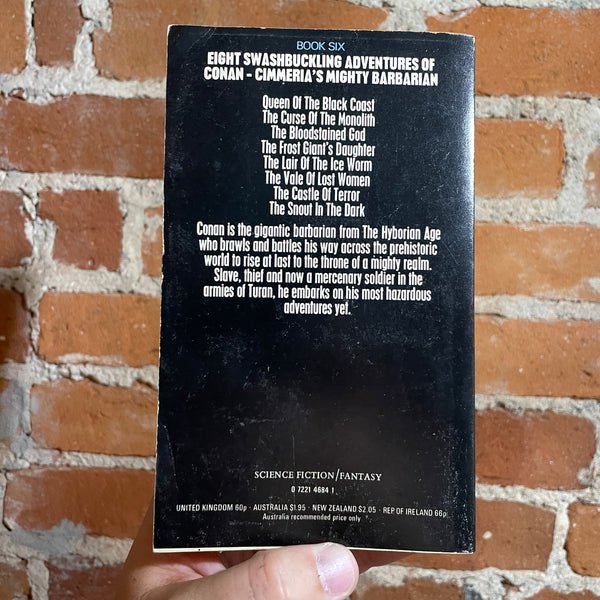 BOOK SIX
EIGHT SWASHBUCKLING ADVENTURES OF
CONAN - CIMMERIA'S MIGHTY BARBARIAN
Queen Of The Black Coast
The Curse Of The Monolith
The Bloodstained God
The Frost Giant's Daughter
The Lair Of The Ice Worm
The Vale Of Lost Women
The Castle Of Terror
The Snout In The Dark
Conan is the gigantic barbarian from The Hyborian Age
who brawls and battles his way across the prehistoric
world to rise at last to the throne of a mighty realm.
Slave, thief and now a mercenary soldier in the
armies of Turan, he embarks on his most hazardous
adventures yet.
SCIENCE FICTION/FANTASY
0 7221 4684 1
UNITED KINGDOM 60p · AUSTRALIA $1.95 · NEW ZEALAND $2.05 · REP OF IRELAND 66p
Australia recommended price only